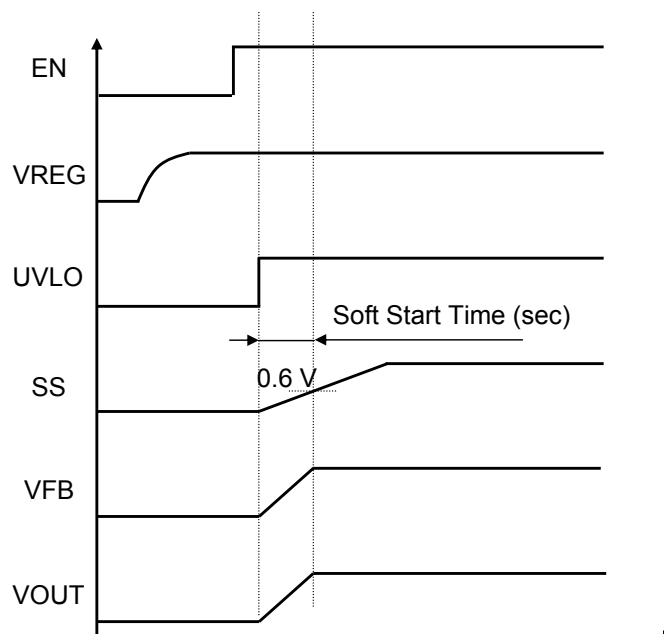 EN
VREG
UVLO
Soft Start Time (sec)
0.6 V
SS
VFB
VOUT